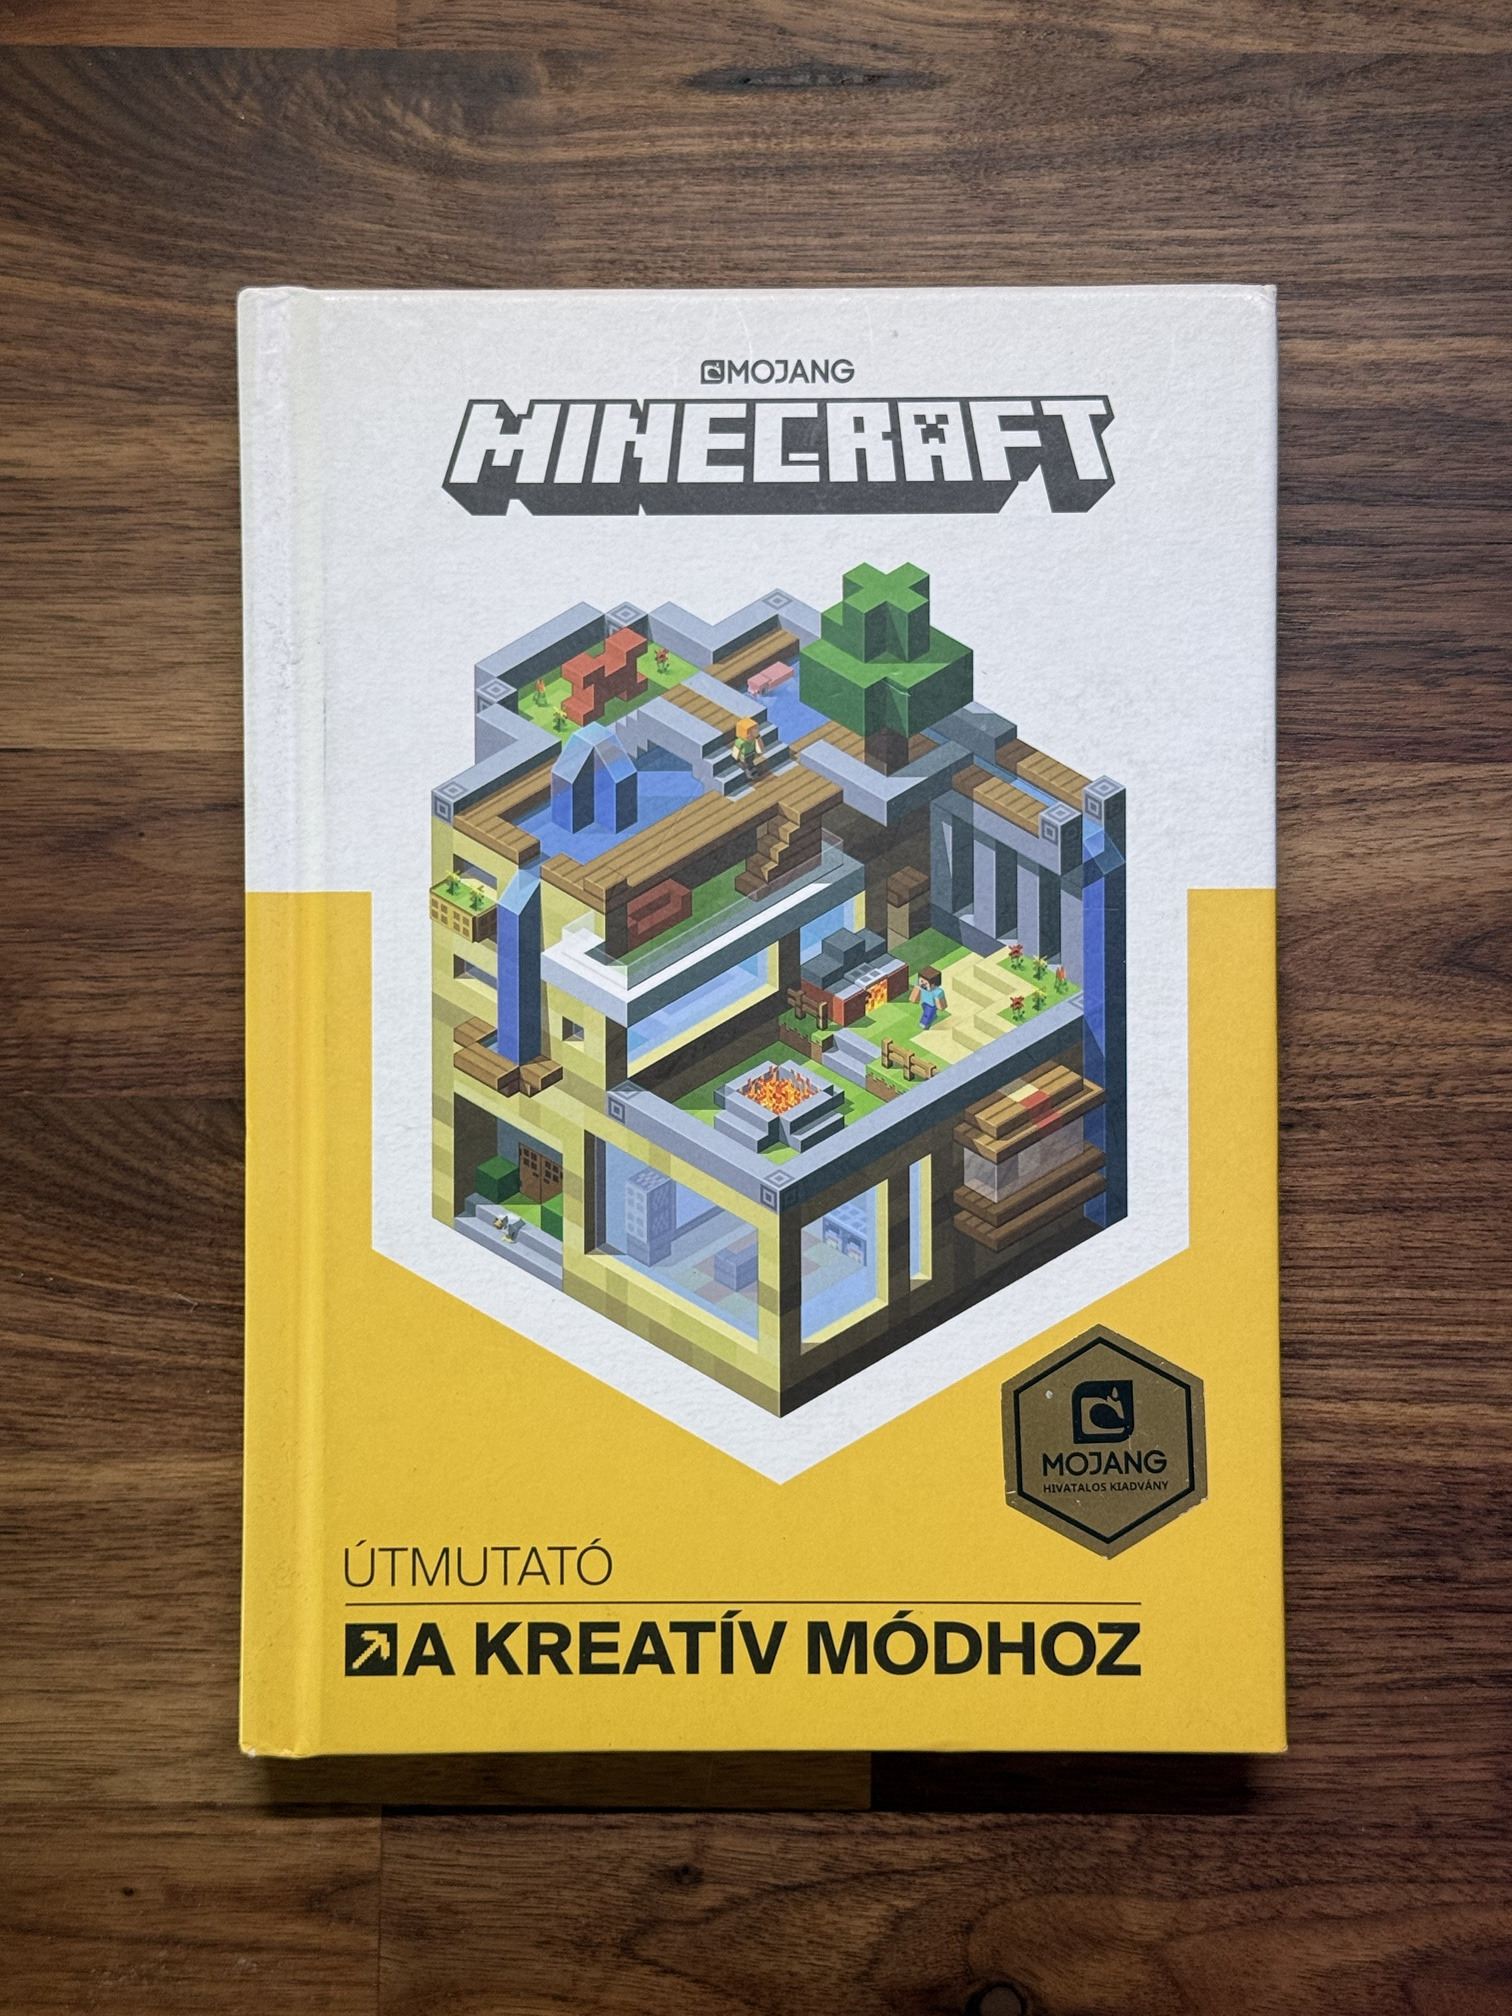 MOJANG
MINECRAFT
MOJANG
HIVATALOS KIADVÁNY
ÚTMUTATÓ
A KREATÍV MÓDHOZ